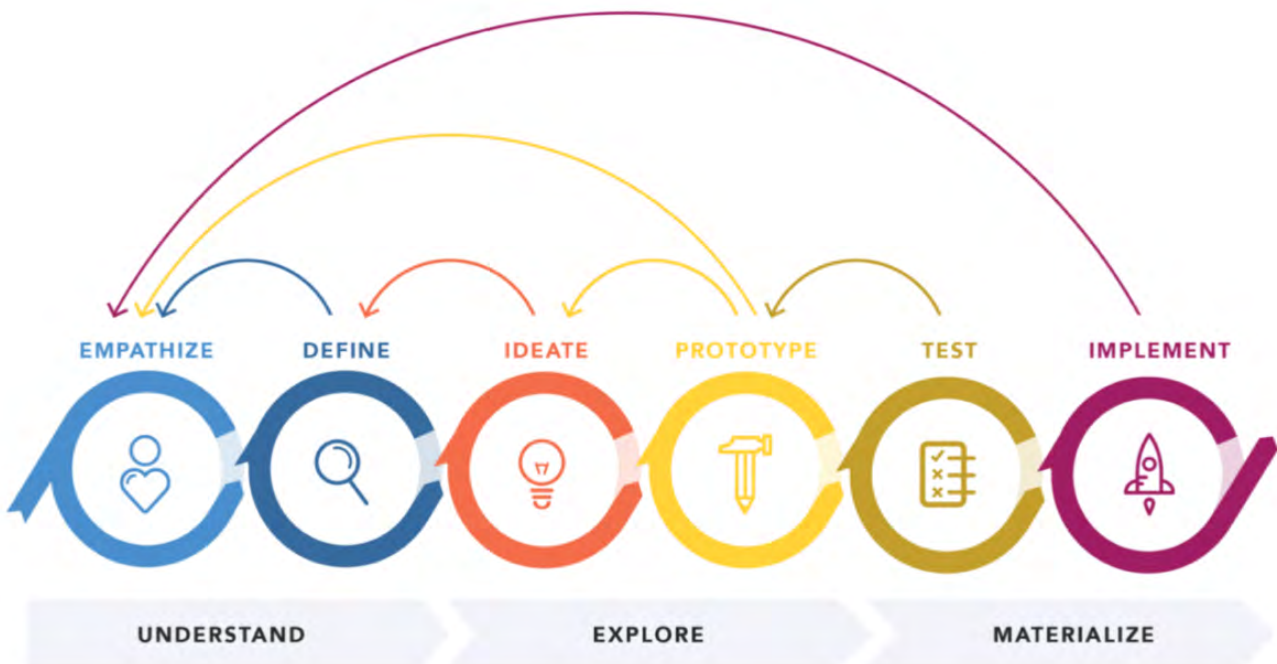 EMPATHIZE DEFINE IDEATE PROTOTYPE TEST IMPLEMENT
UNDERSTAND EXPLORE MATERIALIZE